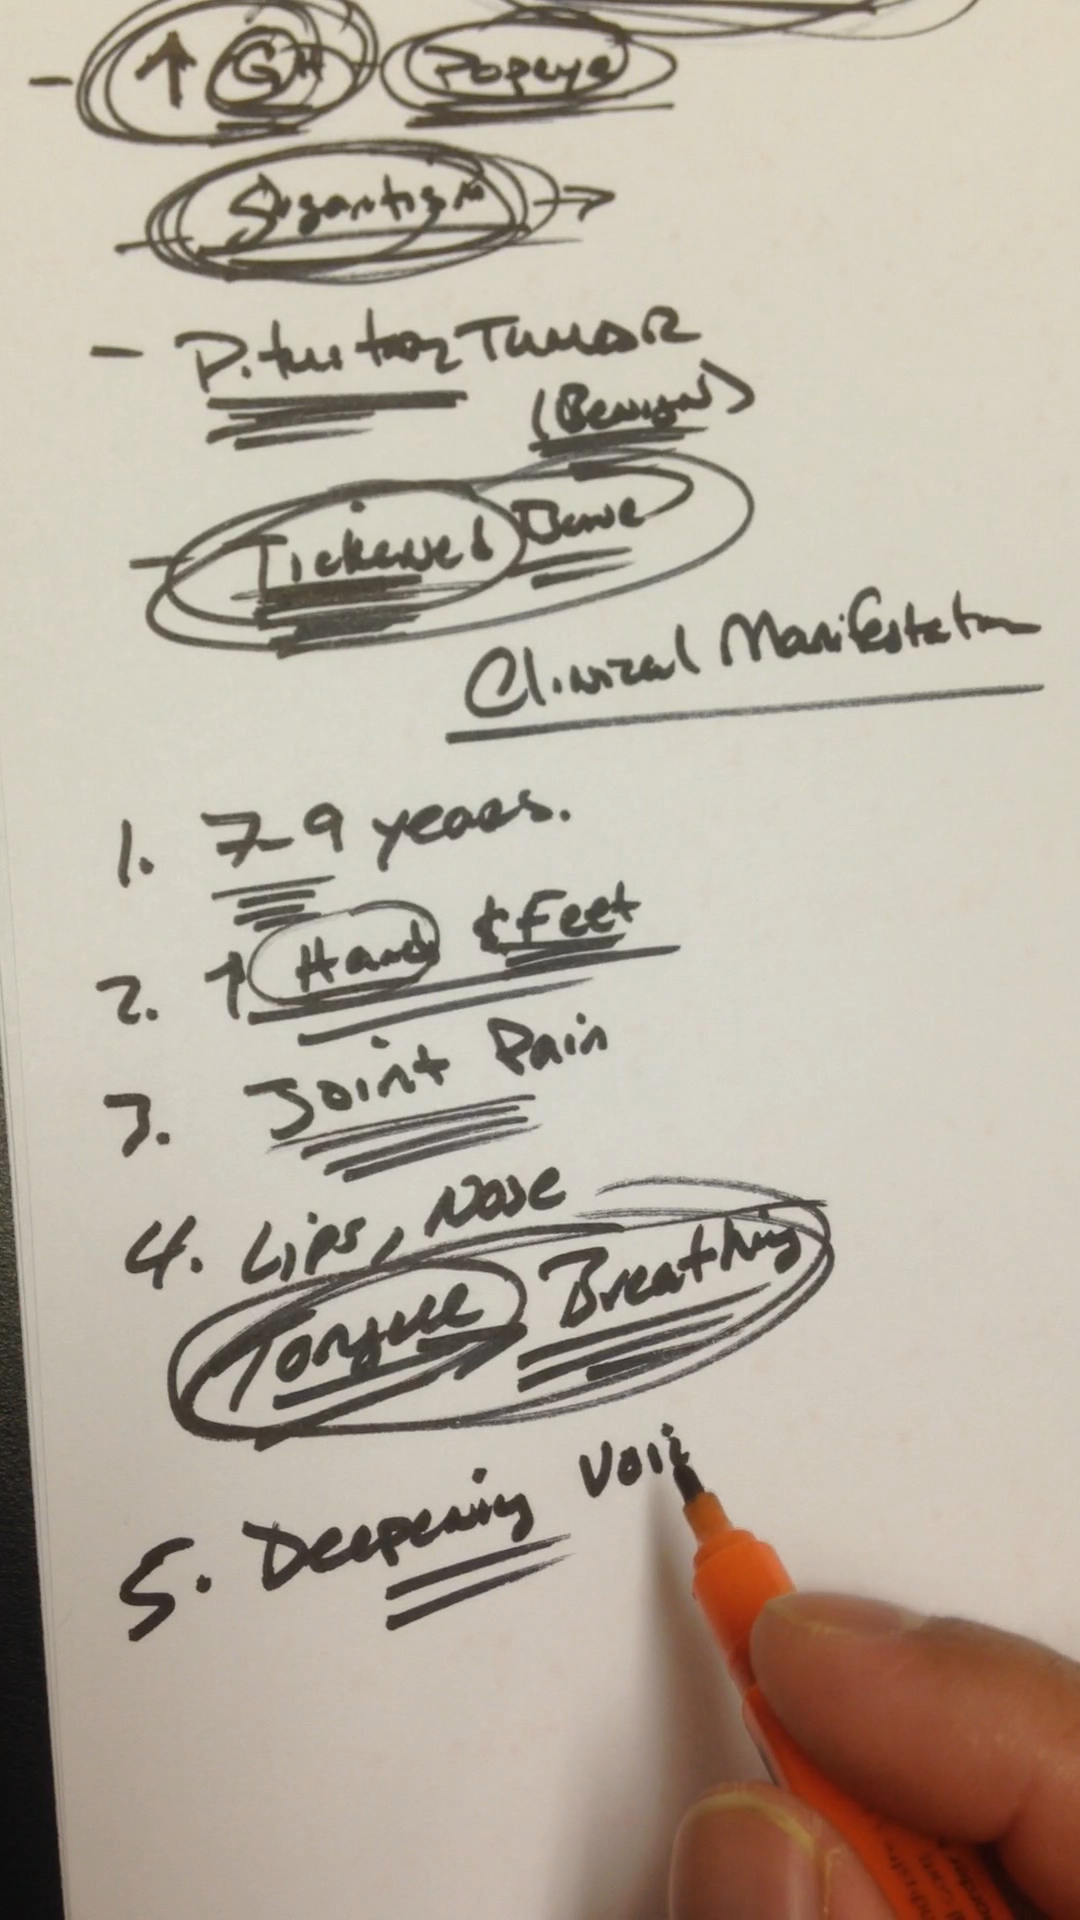 - ↑ GH Popeye
- Gigantism →
- Pituitary Tumor
(Benign)
- Tickened Bone
Clinical Manifestation
1. 7-9 years.
2. ↑ Hands & Feet
3. Joint Pain
4. Lips, Nose
Tongue Breathing
5. Deepening Voi